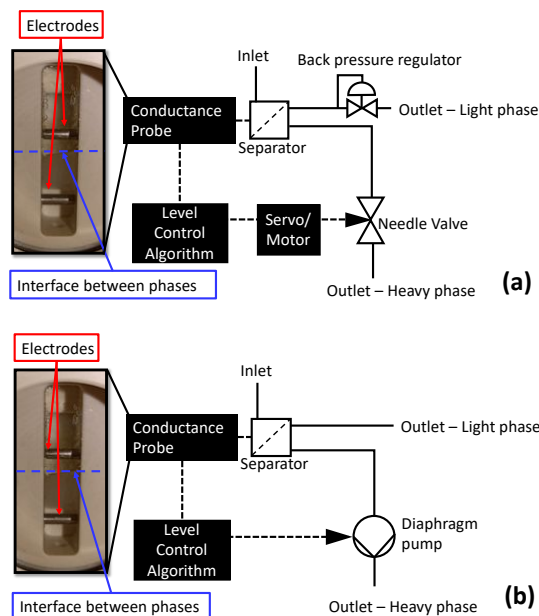 Electrodes
Inlet
Back pressure regulator
Conductance
Probe
Outlet – Light phase
Separator
Level
Control
Algorithm
Servo/
Motor
Needle Valve
Interface between phases
Outlet – Heavy phase
(a)
Electrodes
Inlet
Conductance
Probe
Outlet – Light phase
Separator
Level
Control
Algorithm
Diaphragm
pump
Interface between phases
Outlet – Heavy phase
(b)